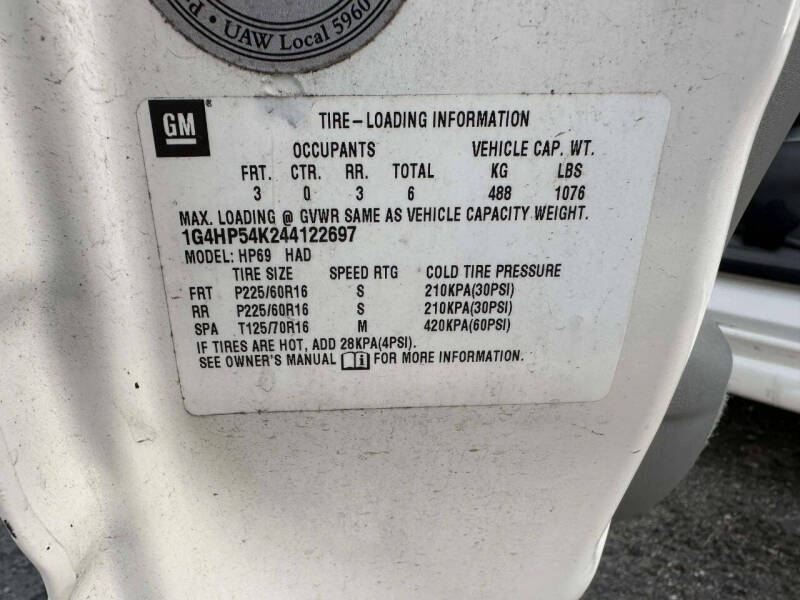 • UAW Local 5960
GM® TIRE–LOADING INFORMATION
OCCUPANTS VEHICLE CAP. WT.
FRT. CTR. RR. TOTAL KG LBS
3 0 3 6 488 1076
MAX. LOADING @ GVWR SAME AS VEHICLE CAPACITY WEIGHT.
1G4HP54K244122697
MODEL: HP69 HAD
TIRE SIZE SPEED RTG COLD TIRE PRESSURE
FRT P225/60R16 S 210KPA(30PSI)
RR P225/60R16 S 210KPA(30PSI)
SPA T125/70R16 M 420KPA(60PSI)
IF TIRES ARE HOT, ADD 28KPA(4PSI).
SEE OWNER'S MANUAL FOR MORE INFORMATION.